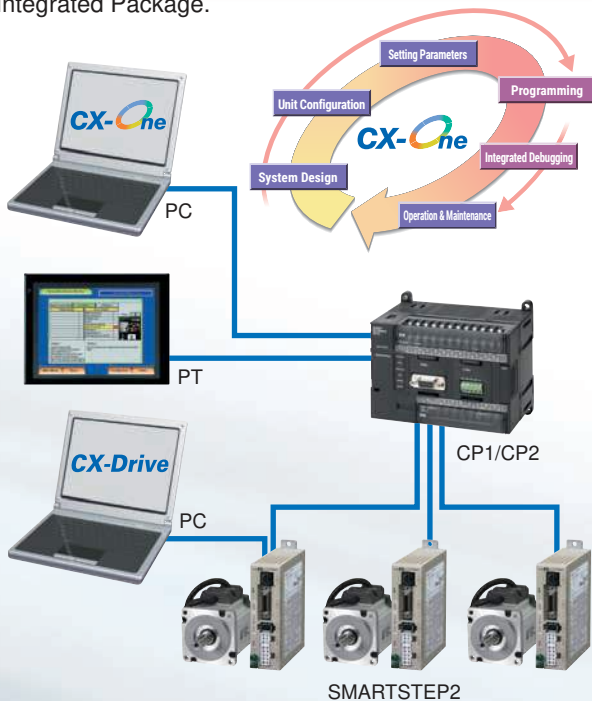 Integrated Package.
CX-One
PC
Setting Parameters
Programming
Unit Configuration
CX-One
Integrated Debugging
System Design
Operation & Maintenance
PT
CP1/CP2
CX-Drive
PC
SMARTSTEP2